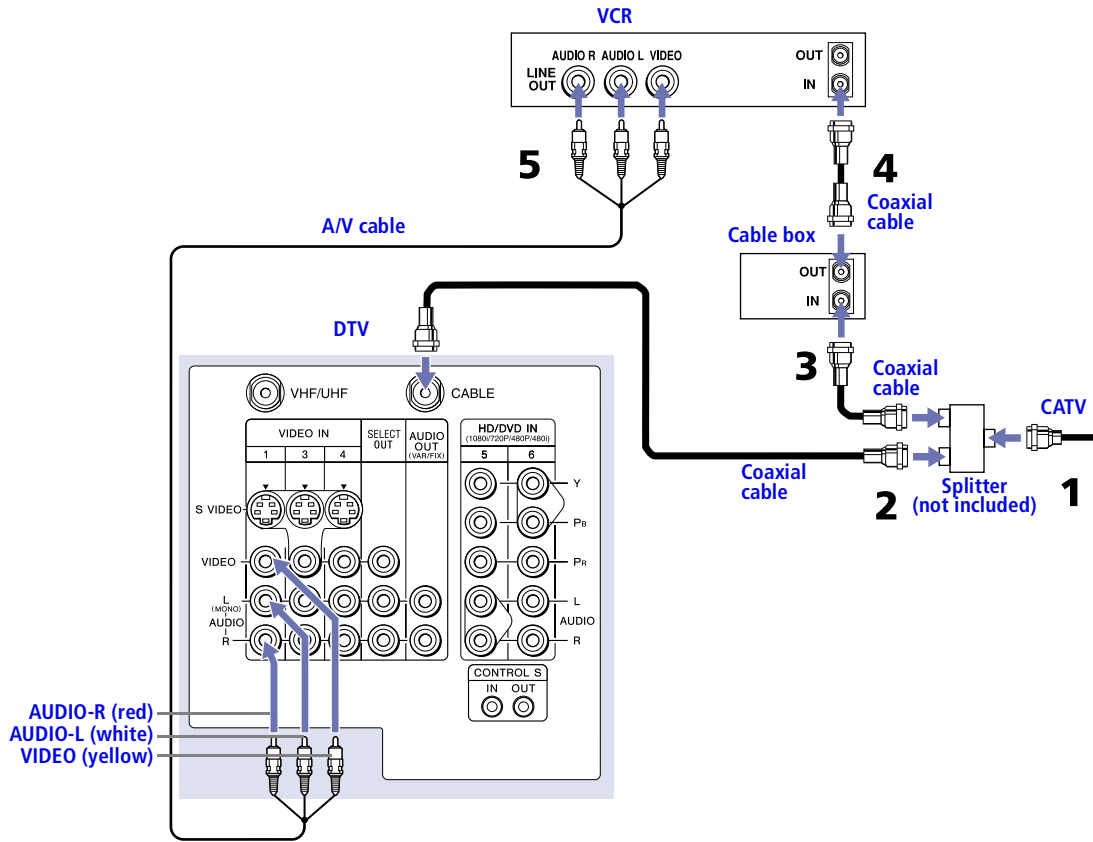 VCR
AUDIO R AUDIO L VIDEO
LINE
OUT
OUT
IN
5
4
Coaxial
cable
A/V cable
Cable box
OUT
IN
DTV
3
Coaxial
cable
CATV
VHF/UHF
CABLE
VIDEO IN
1 3 4
SELECT
OUT
AUDIO
OUT
(VAR/FIX)
HD/DVD IN
(1080i/720P/480P/480i)
5 6
Coaxial
cable
2
Splitter
(not included)
1
S VIDEO
Y
PB
VIDEO
PR
L
(MONO)
AUDIO
R
L
AUDIO
R
CONTROL S
IN OUT
AUDIO-R (red)
AUDIO-L (white)
VIDEO (yellow)